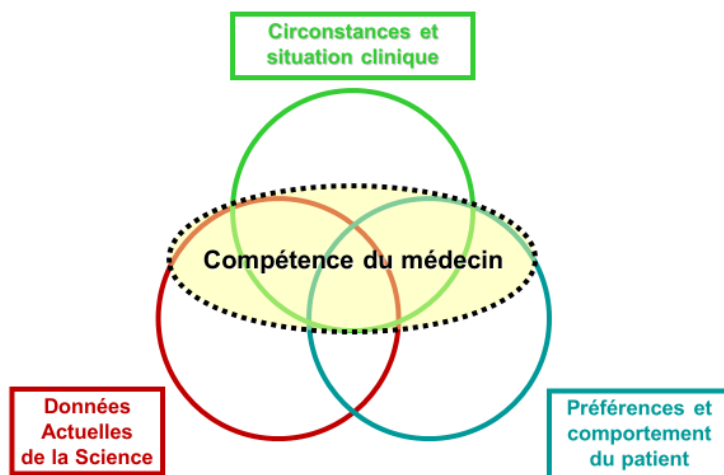 Circonstances et
situation clinique
Compétence du médecin
Données
Actuelles
de la Science
Préférences et
comportement
du patient